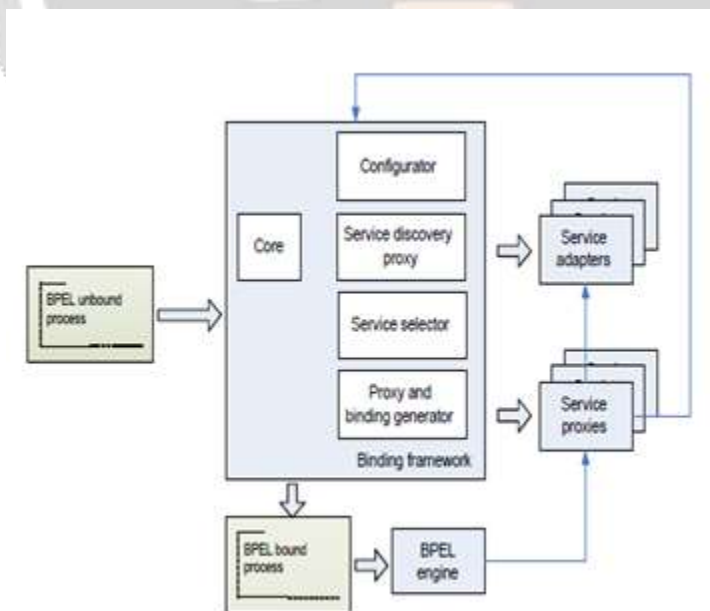 Configurator
Core
Service discovery
proxy
Service
adapters
BPEL unbound
process
Service selector
Proxy and
binding generator
Service
proxies
Binding framework
BPEL bound
process
BPEL
engine